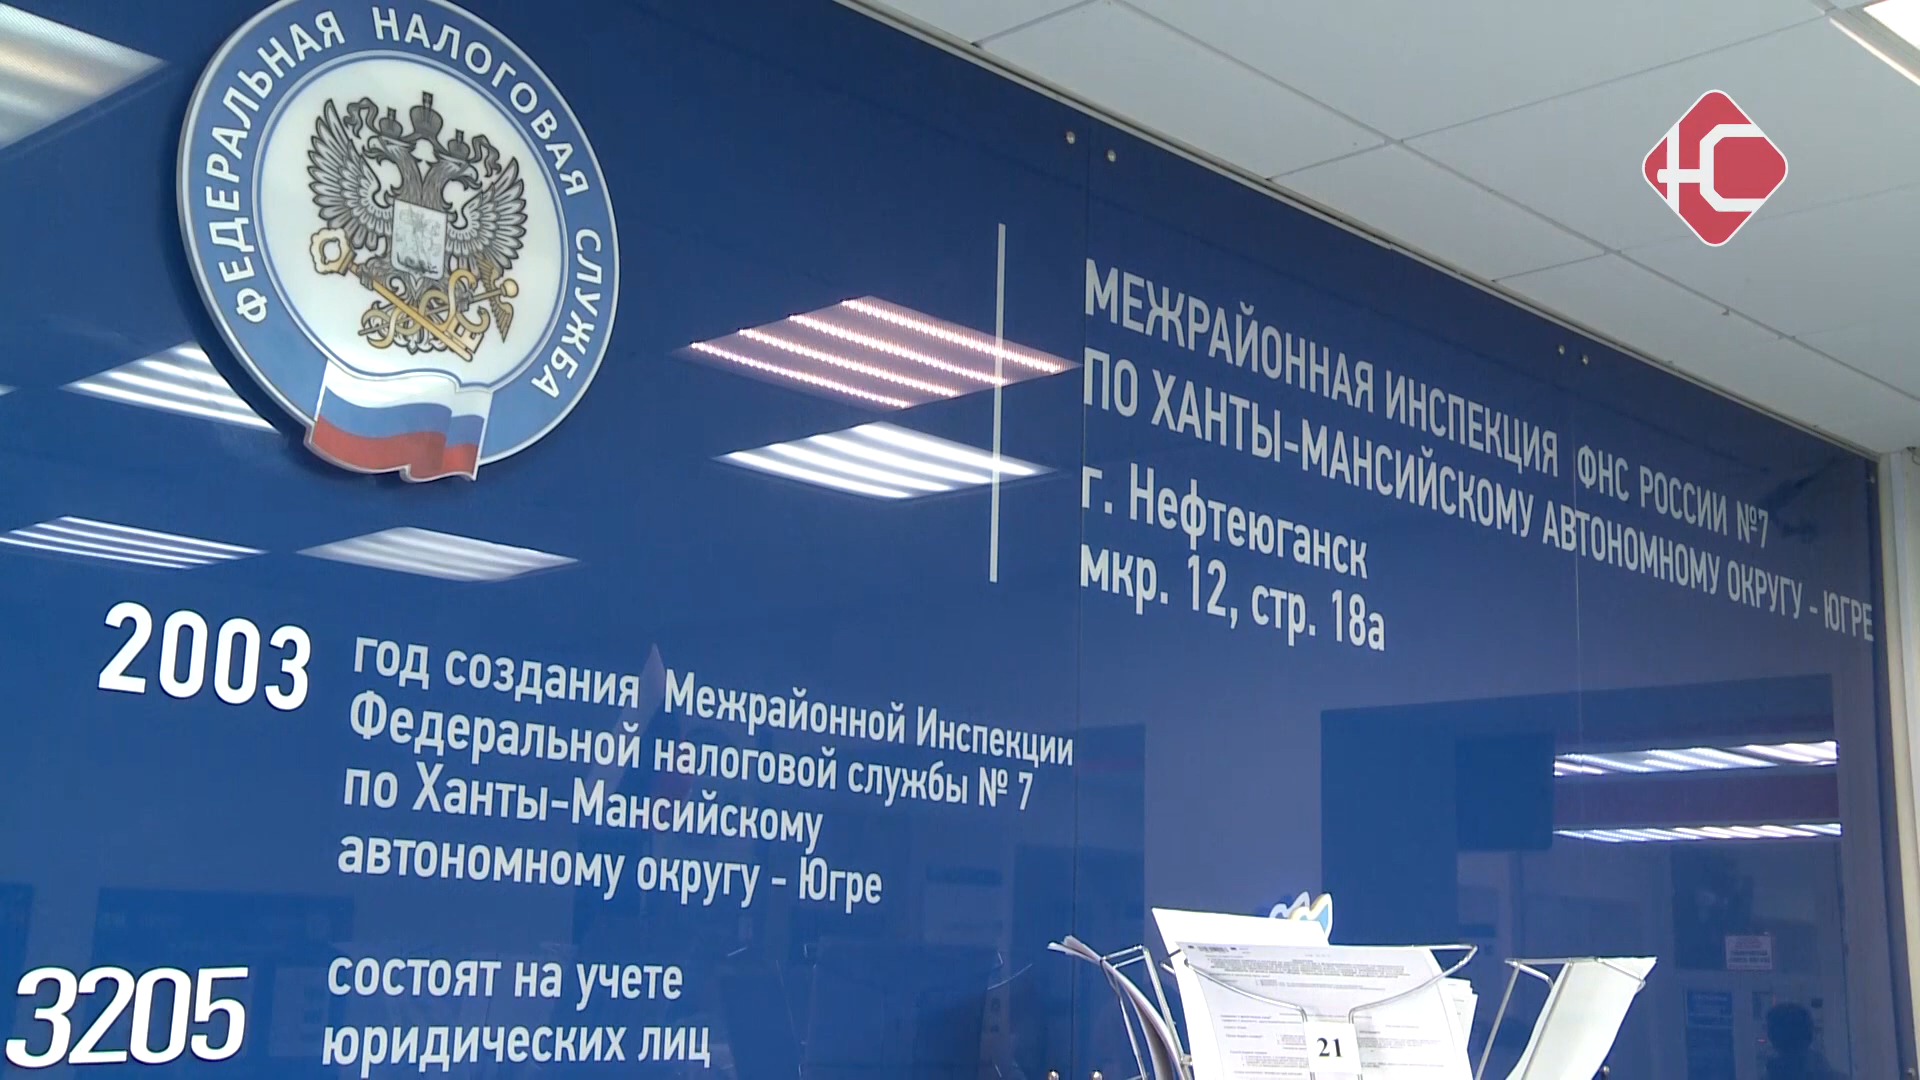 ФЕДЕРАЛЬНАЯ НАЛОГОВАЯ СЛУЖБА
МЕЖРАЙОННАЯ ИНСПЕКЦИЯ ФНС РОССИИ №7
ПО ХАНТЫ-МАНСИЙСКОМУ АВТОНОМНОМУ ОКРУГУ - ЮГРЕ
г. Нефтеюганск
мкр. 12, стр. 18а
2003
год создания Межрайонной Инспекции
Федеральной налоговой службы № 7
по Ханты-Мансийскому
автономному округу - Югре
3205
состоят на учете
юридических лиц
21
ЮС